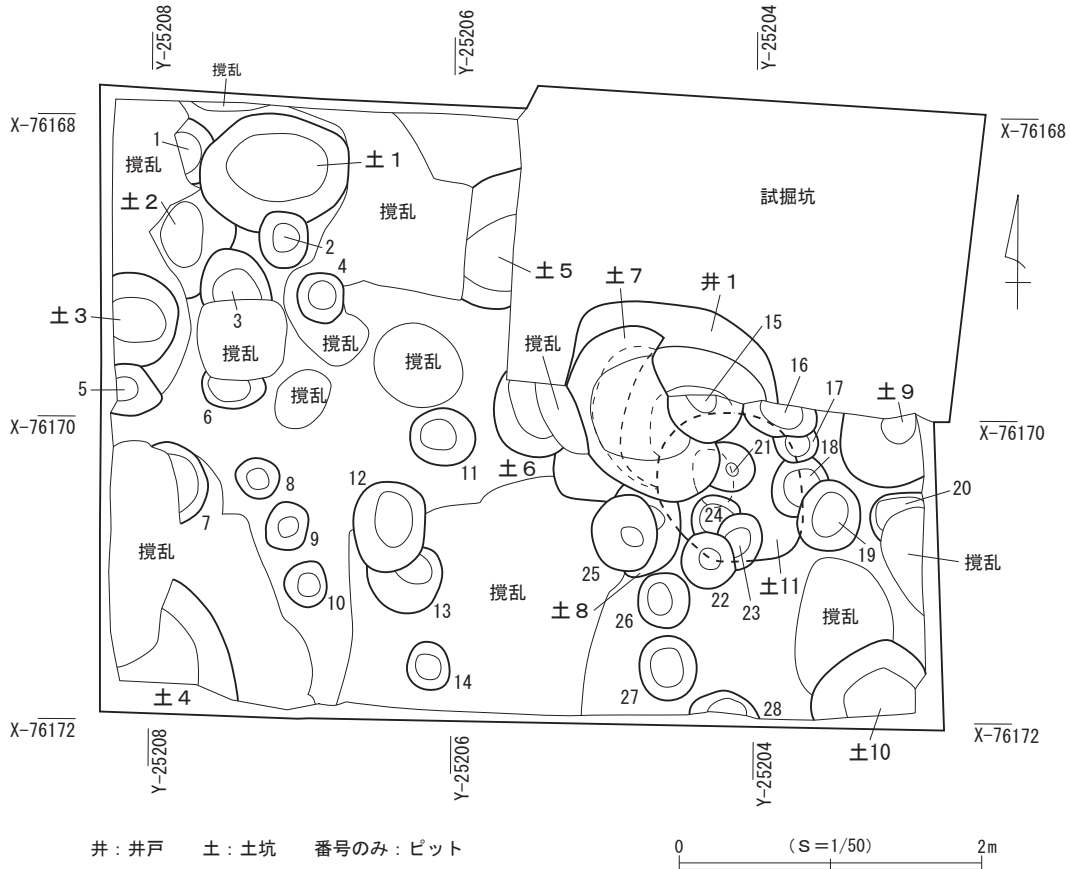 Y-25208
Y-25206
Y-25204
X-76168
X-76168
撹乱
1
撹乱
土1
土2
撹乱
試掘坑
2
4
土5
土7
井1
土3
3
15
撹乱
撹乱
撹乱
撹乱
16
17
土9
5
6
撹乱
X-76170
X-76170
11
土6
21
18
12
8
20
7
9
24
19
撹乱
撹乱
25
22
23
土11
撹乱
10
13
土8
26
撹乱
14
27
土4
28
土10
X-76172
X-76172
Y-25208
Y-25206
Y-25204
井：井戸 土：土坑 番号のみ：ピット
0 （S=1/50） 2m